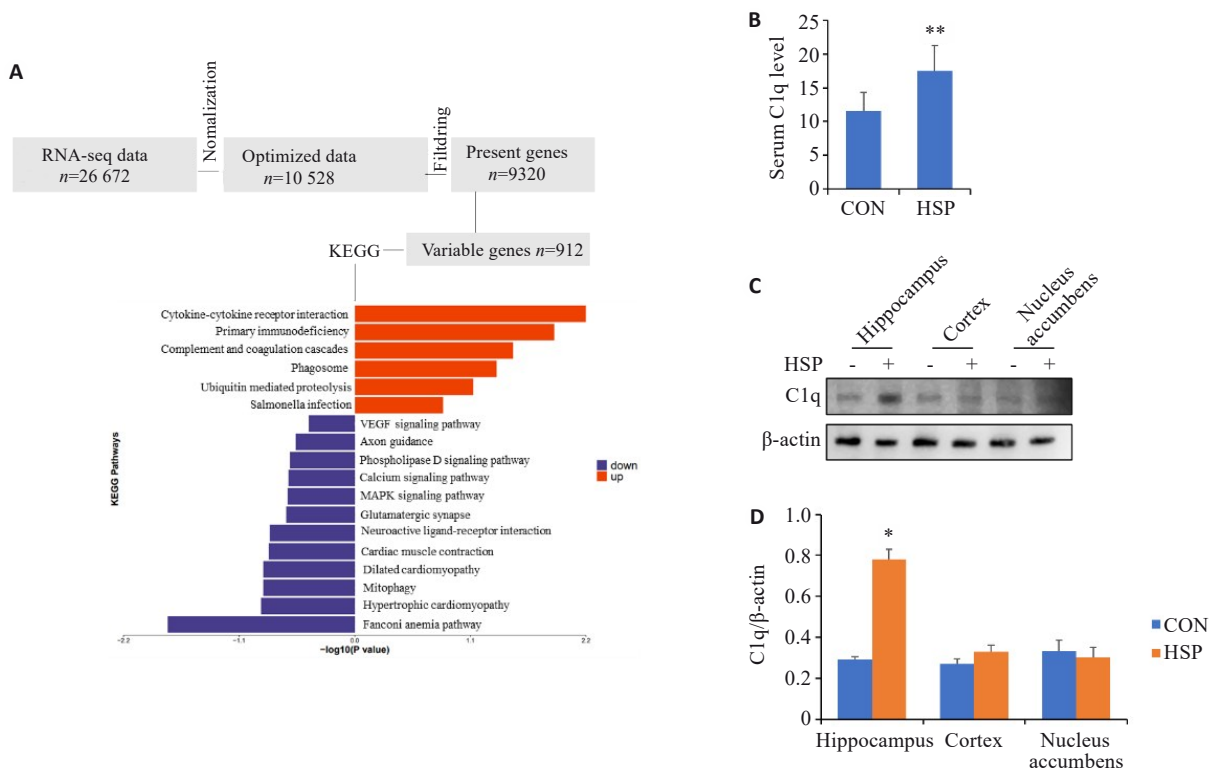 A
Nomalization
Filtdring
RNA-seq data
n=26 672
Optimized data
n=10 528
Present genes
n=9320
KEGG
Variable genes n=912
Cytokine-cytokine receptor interaction
Primary immunodeficiency
Complement and coagulation cascades
Phagosome
Ubiquitin mediated proteolysis
Salmonella infection
VEGF signaling pathway
Axon guidance
Phospholipase D signaling pathway
Calcium signaling pathway
MAPK signaling pathway
Glutamatergic synapse
Neuroactive ligand-receptor interaction
Cardiac muscle contraction
Dilated cardiomyopathy
Mitophagy
Hypertrophic cardiomyopathy
Fanconi anemia pathway
KEGG Pathways
down
up
-2.2 -1.1 0.0 1.1 2.2
-log10(P value)
B
Serum C1q level
25
20
15
10
5
0
**
CON HSP
C
Hippocampus
Cortex
Nucleus
accumbens
HSP - + - + - +
C1q
β-actin
D
C1q/β-actin
1.0
0.8
0.6
0.4
0.2
0
*
CON
HSP
Hippocampus Cortex Nucleus
accumbens